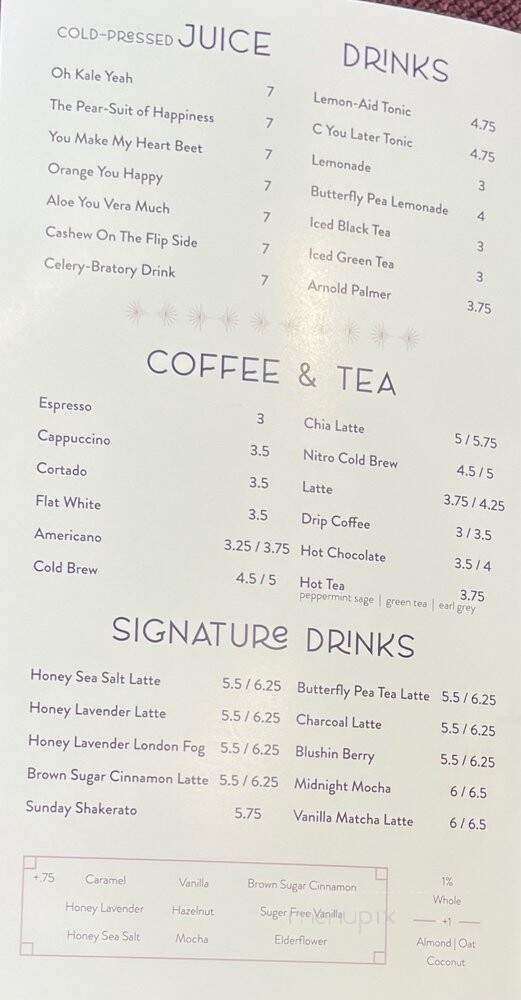 COLD-PRESSED JUICE
Oh Kale Yeah 7
The Pear-Suit of Happiness 7
You Make My Heart Beet 7
Orange You Happy 7
Aloe You Vera Much 7
Cashew On The Flip Side 7
Celery-Bratory Drink 7
DRINKS
Lemon-Aid Tonic 4.75
C You Later Tonic 4.75
Lemonade 3
Butterfly Pea Lemonade 4
Iced Black Tea 3
Iced Green Tea 3
Arnold Palmer 3.75
COFFEE & TEA
Espresso 3
Cappuccino 3.5
Cortado 3.5
Flat White 3.5
Americano 3.25 / 3.75
Cold Brew 4.5 / 5
Chia Latte 5 / 5.75
Nitro Cold Brew 4.5 / 5
Latte 3.75 / 4.25
Drip Coffee 3 / 3.5
Hot Chocolate 3.5 / 4
Hot Tea 3.75
peppermint sage | green tea | earl grey
SIGNATURE DRINKS
Honey Sea Salt Latte 5.5 / 6.25
Honey Lavender Latte 5.5 / 6.25
Honey Lavender London Fog 5.5 / 6.25
Brown Sugar Cinnamon Latte 5.5 / 6.25
Sunday Shakerato 5.75
Butterfly Pea Tea Latte 5.5 / 6.25
Charcoal Latte 5.5 / 6.25
Blushin Berry 5.5 / 6.25
Midnight Mocha 6 / 6.5
Vanilla Matcha Latte 6 / 6.5
+.75 Caramel Vanilla Brown Sugar Cinnamon
Honey Lavender Hazelnut Suger Free Vanilla
Honey Sea Salt Mocha Elderflower
1%
Whole
+1
Almond | Oat
Coconut
menupix